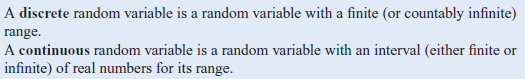 A discrete random variable is a random variable with a finite (or countably infinite)
range.
A continuous random variable is a random variable with an interval (either finite or
infinite) of real numbers for its range.